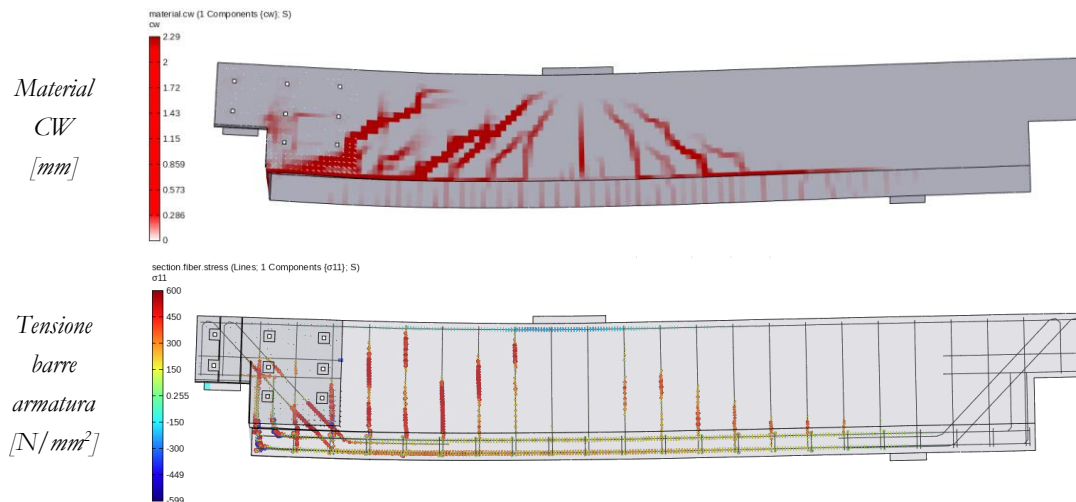 material.cw (1 Components {cw}; S)
cw
2.29
2
1.72
1.43
1.15
0.859
0.573
0.286
0
Material
CW
[mm]
section.fiber.stress (Lines; 1 Components {σ11}; S)
σ11
600
450
300
150
0.255
-150
-300
-449
-599
Tensione
barre
armatura
[N/mm²]